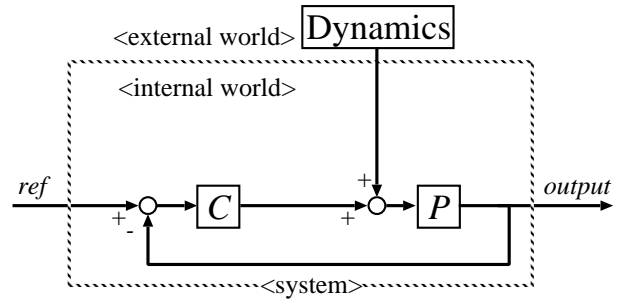 Dynamics
<external world>
<internal world>
+
ref
output
C
P
+
-
+
<system>